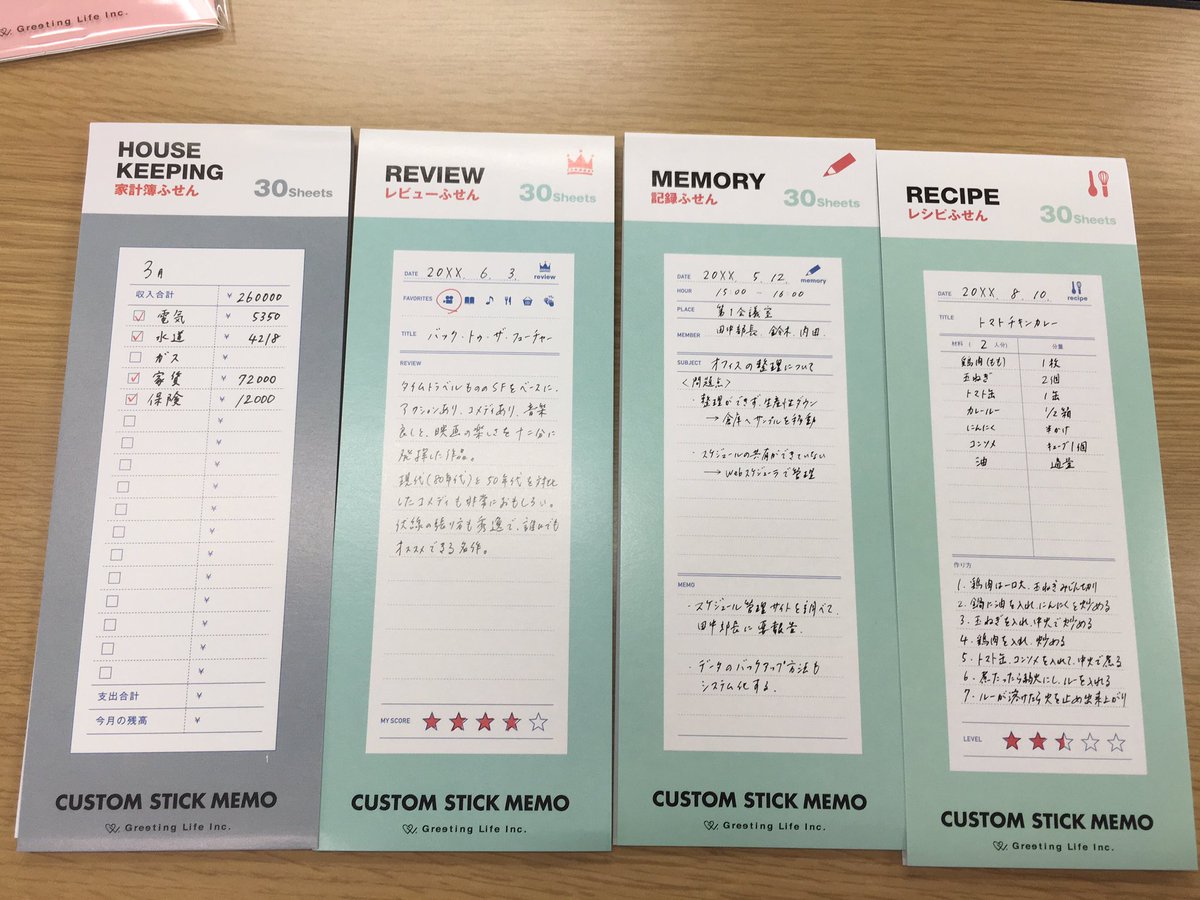 Greeting Life Inc.
HOUSE
KEEPING
家計簿ふせん
30Sheets
3月
収入合計 ¥ 260000
電気 5350
水道 4218
ガス
家賃 72000
保険 12000
¥
¥
¥
¥
¥
¥
¥
¥
¥
¥
¥
¥
支出合計 ¥
今月の残高 ¥
1
CUSTOM STICK MEMO
Greeting Life Inc.
REVIEW
レビューふせん
30Sheets
DATE 20XX. 6. 3. review
FAVORITES
TITLE バック・トゥ・ザ・フューチャー
REVIEW
タイムトラベルもののSFをベースに、
アクションあり、コメディあり、音楽
良しと、映画の楽しさを十二分に
発揮した作品。
現代(80年代)と50年代を対比
したコメディも非常におもしろい。
伏線の張り方も秀逸で、誰にでも
オススメできる名作。
MY SCORE
CUSTOM STICK MEMO
Greeting Life Inc.
MEMORY
記録ふせん
30Sheets
DATE 20XX. 5. 12. memory
HOUR 15:00 ~ 16:00
PLACE 第1会議室
MEMBER 田中部長、鈴木、内田
SUBJECT オフィスの整理について
<問題点>
・整理ができず、生産性ダウン
→倉庫へサンプルを移動
・スケジュールの共有ができていない
→Webスケジューラで管理
MEMO
・スケジュール管理サイトを調べて、
田中部長に要報告。
・データのバックアップ方法も
システム化する。
CUSTOM STICK MEMO
Greeting Life Inc.
RECIPE
レシピふせん
30Sheets
DATE 20XX. 8. 10. recipe
TITLE トマトチキンカレー
材料 ( 2 人分) 分量
鶏肉(もも) 1枚
玉ねぎ 2個
トマト缶 1缶
カレールー 1/2箱
にんにく 半かけ
コンソメ キューブ1個
油 適量
作り方
1. 鶏肉は一口大、玉ねぎみじん切り
2. 鍋に油を入れ、にんにくを炒める
3. 玉ねぎを入れ、中火で炒める
4. 鶏肉を入れ、炒める
5. トマト缶、コンソメを入れて、中火で煮る
6. 煮たったら弱火にし、ルーを入れる
7. ルーが溶けたら火を止め出来上がり
LEVEL
CUSTOM STICK MEMO
Greeting Life Inc.